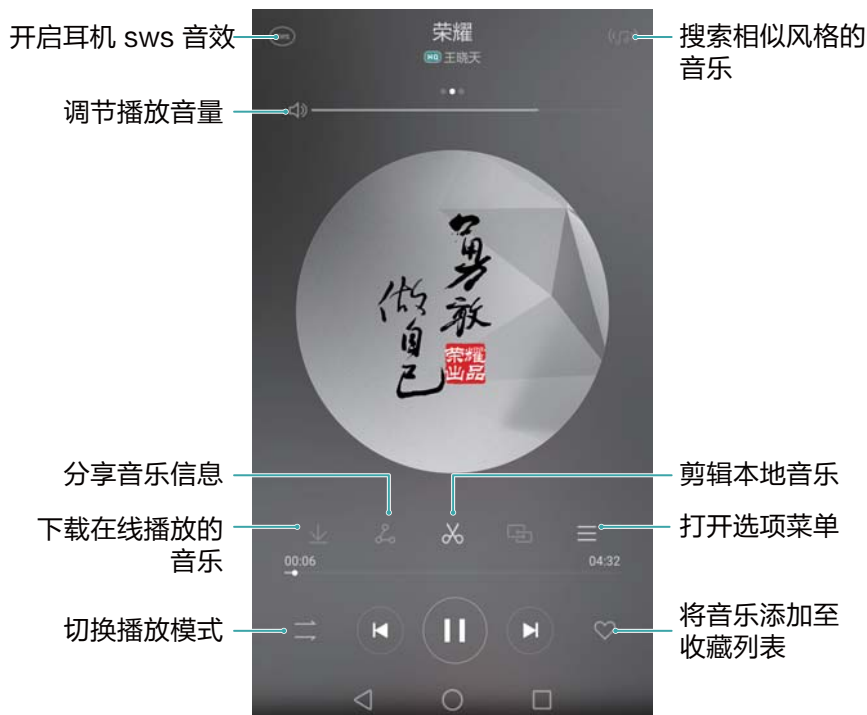 开启耳机 sws 音效
荣耀
搜索相似风格的
音乐
HQ 王晓天
调节播放音量
勇敢
做自己
荣耀
出品
分享音乐信息
剪辑本地音乐
下载在线播放的
音乐
打开选项菜单
00:06
04:32
切换播放模式
将音乐添加至
收藏列表